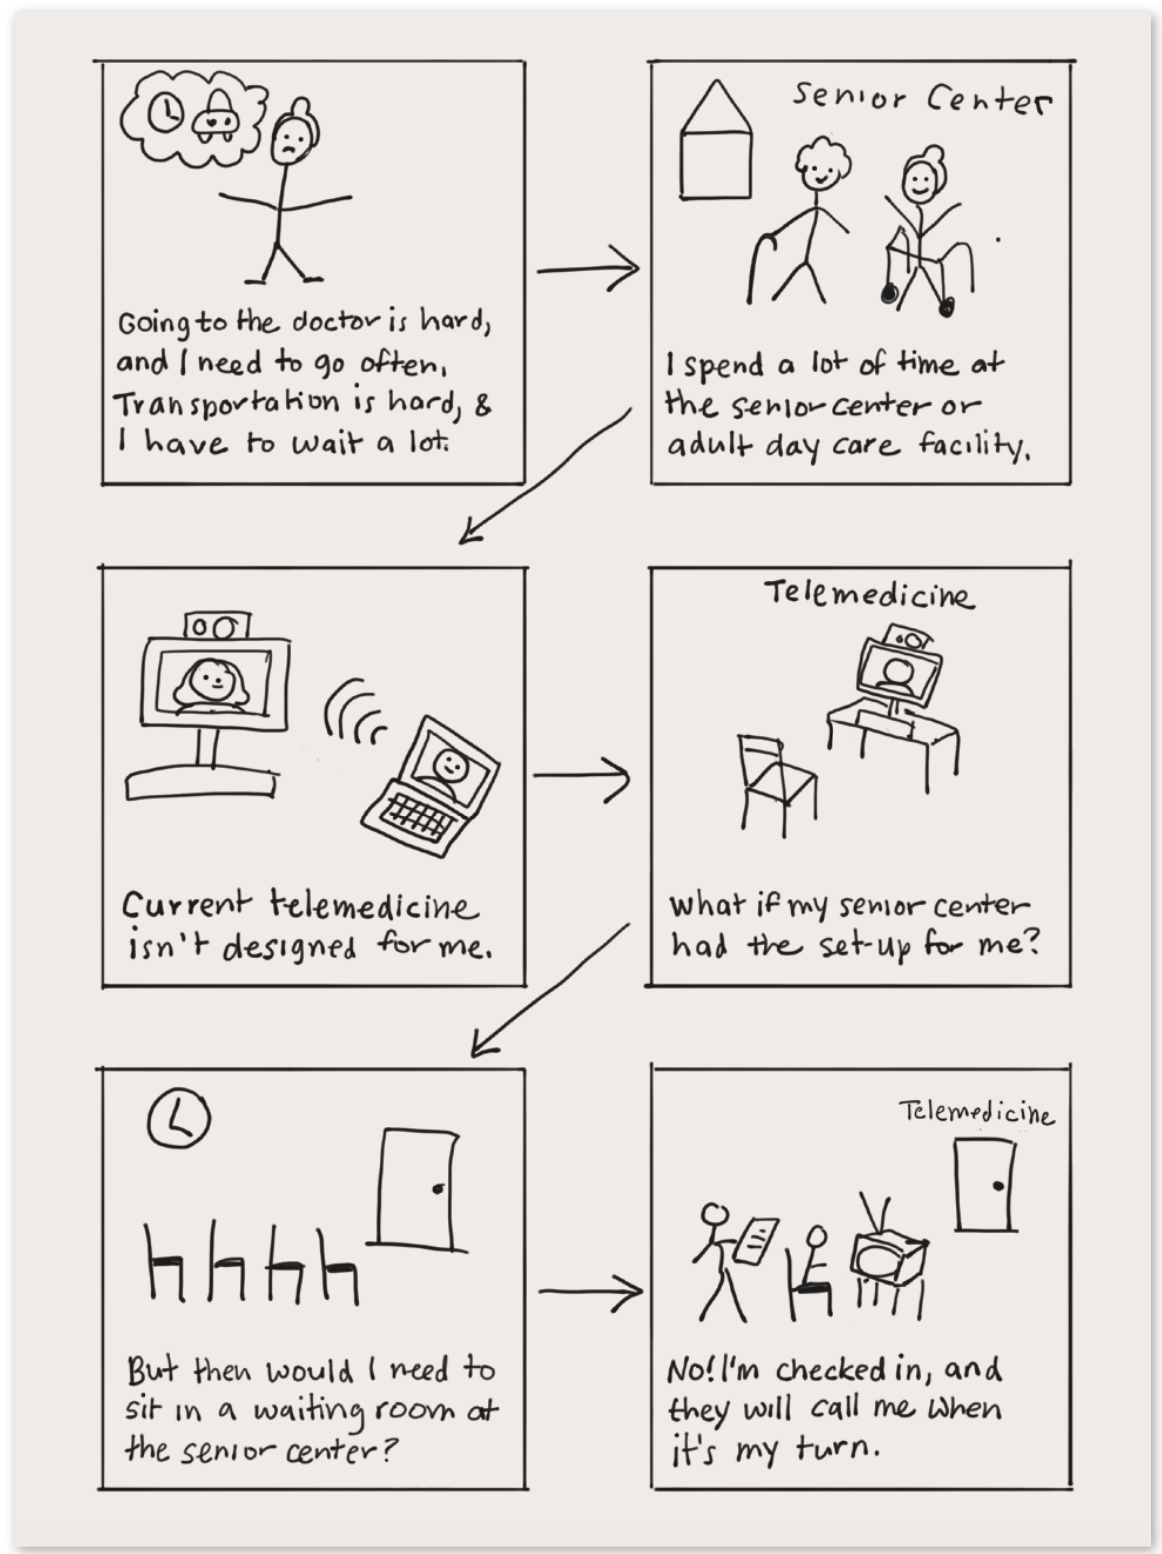 Going to the doctor is hard,
and I need to go often.
Transportation is hard, &
I have to wait a lot.
Senior Center
I spend a lot of time at
the senior center or
adult day care facility.
Current telemedicine
isn't designed for me.
Telemedicine
What if my senior center
had the set-up for me?
But then would I need to
sit in a waiting room at
the senior center?
Telemedicine
No! I'm checked in, and
they will call me when
it's my turn.